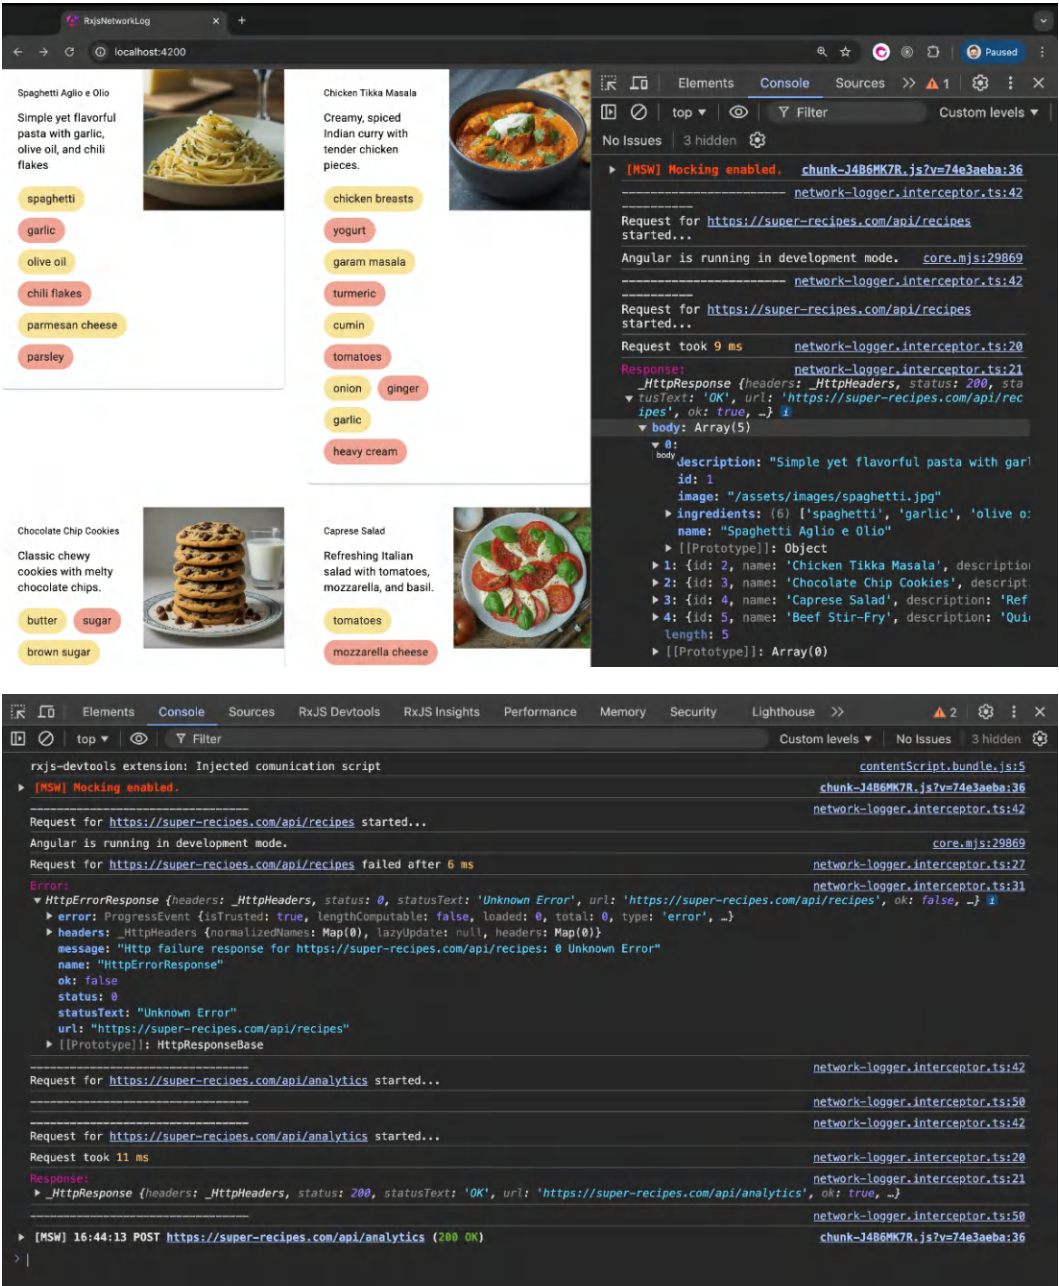 RxjsNetworkLog
localhost:4200
Paused
Spaghetti Aglio e Olio
Simple yet flavorful
pasta with garlic,
olive oil, and chili
flakes
spaghetti
garlic
olive oil
chili flakes
parmesan cheese
parsley
Chicken Tikka Masala
Creamy, spiced
Indian curry with
tender chicken
pieces.
chicken breasts
yogurt
garam masala
turmeric
cumin
tomatoes
onion ginger
garlic
heavy cream
Chocolate Chip Cookies
Classic chewy
cookies with melty
chocolate chips.
butter sugar
brown sugar
Caprese Salad
Refreshing Italian
salad with tomatoes,
mozzarella, and basil.
tomatoes
mozzarella cheese
Elements Console Sources 1
top Filter Custom levels
No Issues 3 hidden
[MSW] Mocking enabled. chunk-J4B6MK7R.js?v=74e3aeba:36
----------------------- network-logger.interceptor.ts:42
----------
Request for https://super-recipes.com/api/recipes
started...
Angular is running in development mode. core.mjs:29869
----------------------- network-logger.interceptor.ts:42
----------
Request for https://super-recipes.com/api/recipes
started...
Request took 9 ms network-logger.interceptor.ts:20
Response: network-logger.interceptor.ts:21
_HttpResponse {headers: _HttpHeaders, status: 200, sta
tusText: 'OK', url: 'https://super-recipes.com/api/rec
ipes', ok: true, …}
body: Array(5)
0:
body
description: "Simple yet flavorful pasta with garl
id: 1
image: "/assets/images/spaghetti.jpg"
ingredients: (6) ['spaghetti', 'garlic', 'olive oi
name: "Spaghetti Aglio e Olio"
[[Prototype]]: Object
1: {id: 2, name: 'Chicken Tikka Masala', description
2: {id: 3, name: 'Chocolate Chip Cookies', descript
3: {id: 4, name: 'Caprese Salad', description: 'Ref
4: {id: 5, name: 'Beef Stir-Fry', description: 'Qui
length: 5
[[Prototype]]: Array(0)
Elements Console Sources RxJS Devtools RxJS Insights Performance Memory Security Lighthouse 2
top Filter Custom levels No Issues 3 hidden
rxjs-devtools extension: Injected comunication script contentScript.bundle.js:5
[MSW] Mocking enabled. chunk-J4B6MK7R.js?v=74e3aeba:36
--------------------------------- network-logger.interceptor.ts:42
Request for https://super-recipes.com/api/recipes started...
Angular is running in development mode. core.mjs:29869
Request for https://super-recipes.com/api/recipes failed after 6 ms network-logger.interceptor.ts:27
Error: network-logger.interceptor.ts:31
HttpErrorResponse {headers: _HttpHeaders, status: 0, statusText: 'Unknown Error', url: 'https://super-recipes.com/api/recipes', ok: false, …}
error: ProgressEvent {isTrusted: true, lengthComputable: false, loaded: 0, total: 0, type: 'error', …}
headers: _HttpHeaders {normalizedNames: Map(0), lazyUpdate: null, headers: Map(0)}
message: "Http failure response for https://super-recipes.com/api/recipes: 0 Unknown Error"
name: "HttpErrorResponse"
ok: false
status: 0
statusText: "Unknown Error"
url: "https://super-recipes.com/api/recipes"
[[Prototype]]: HttpResponseBase
--------------------------------- network-logger.interceptor.ts:42
Request for https://super-recipes.com/api/analytics started...
--------------------------------- network-logger.interceptor.ts:50
--------------------------------- network-logger.interceptor.ts:42
Request for https://super-recipes.com/api/analytics started...
Request took 11 ms network-logger.interceptor.ts:20
Response: network-logger.interceptor.ts:21
_HttpResponse {headers: _HttpHeaders, status: 200, statusText: 'OK', url: 'https://super-recipes.com/api/analytics', ok: true, …}
--------------------------------- network-logger.interceptor.ts:50
[MSW] 16:44:13 POST https://super-recipes.com/api/analytics (200 OK) chunk-J4B6MK7R.js?v=74e3aeba:36